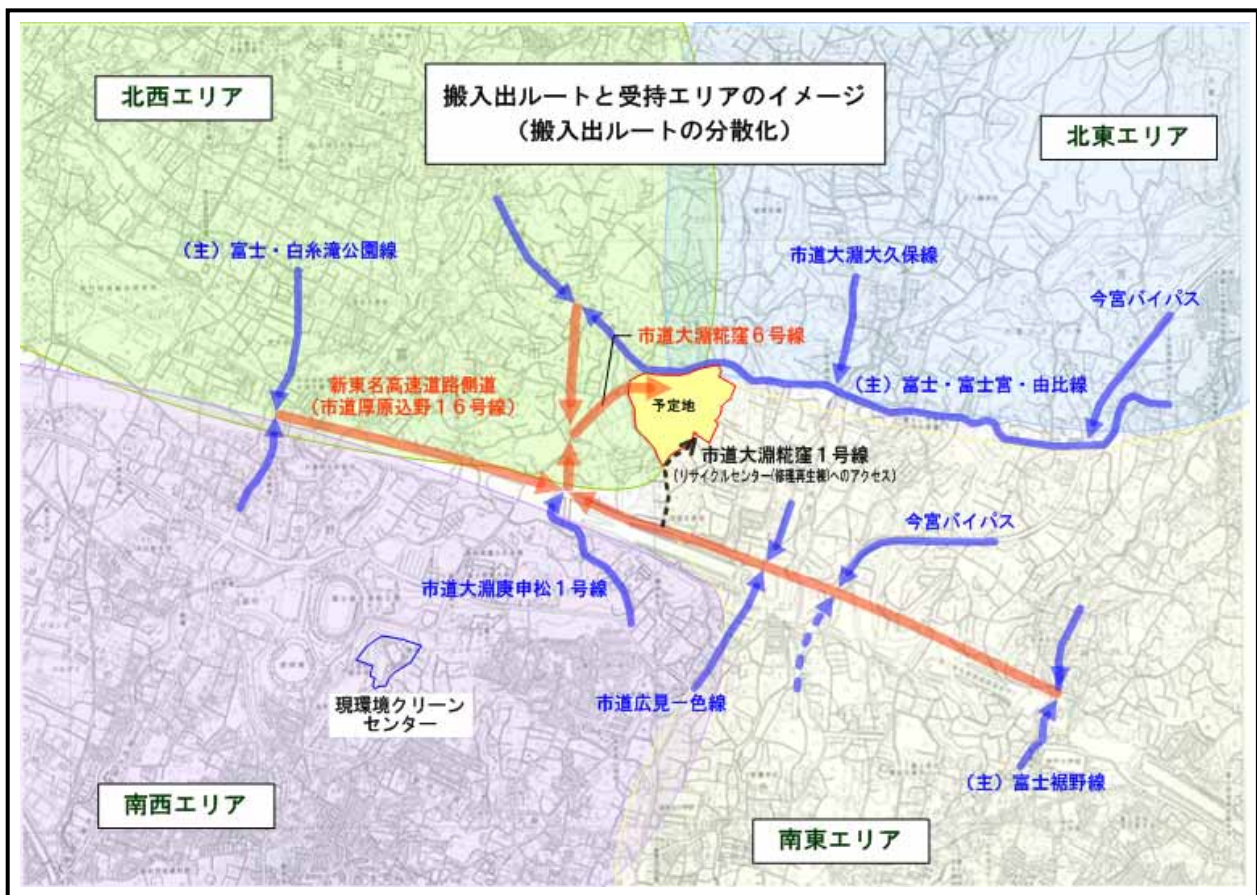 北西エリア
搬入出ルートと受持エリアのイメージ
（搬入出ルートの分散化）
北東エリア
（主）富士・白糸滝公園線
市道大淵大久保線
今宮バイパス
市道大淵糀窪６号線
新東名高速道路側道
（市道厚原込野１６号線）
（主）富士・富士宮・由比線
予定地
市道大淵糀窪１号線
（リサイクルセンター(修理再生棟)へのアクセス）
今宮バイパス
市道大淵庚申松１号線
現環境クリーン
センター
市道広見一色線
（主）富士裾野線
南西エリア
南東エリア